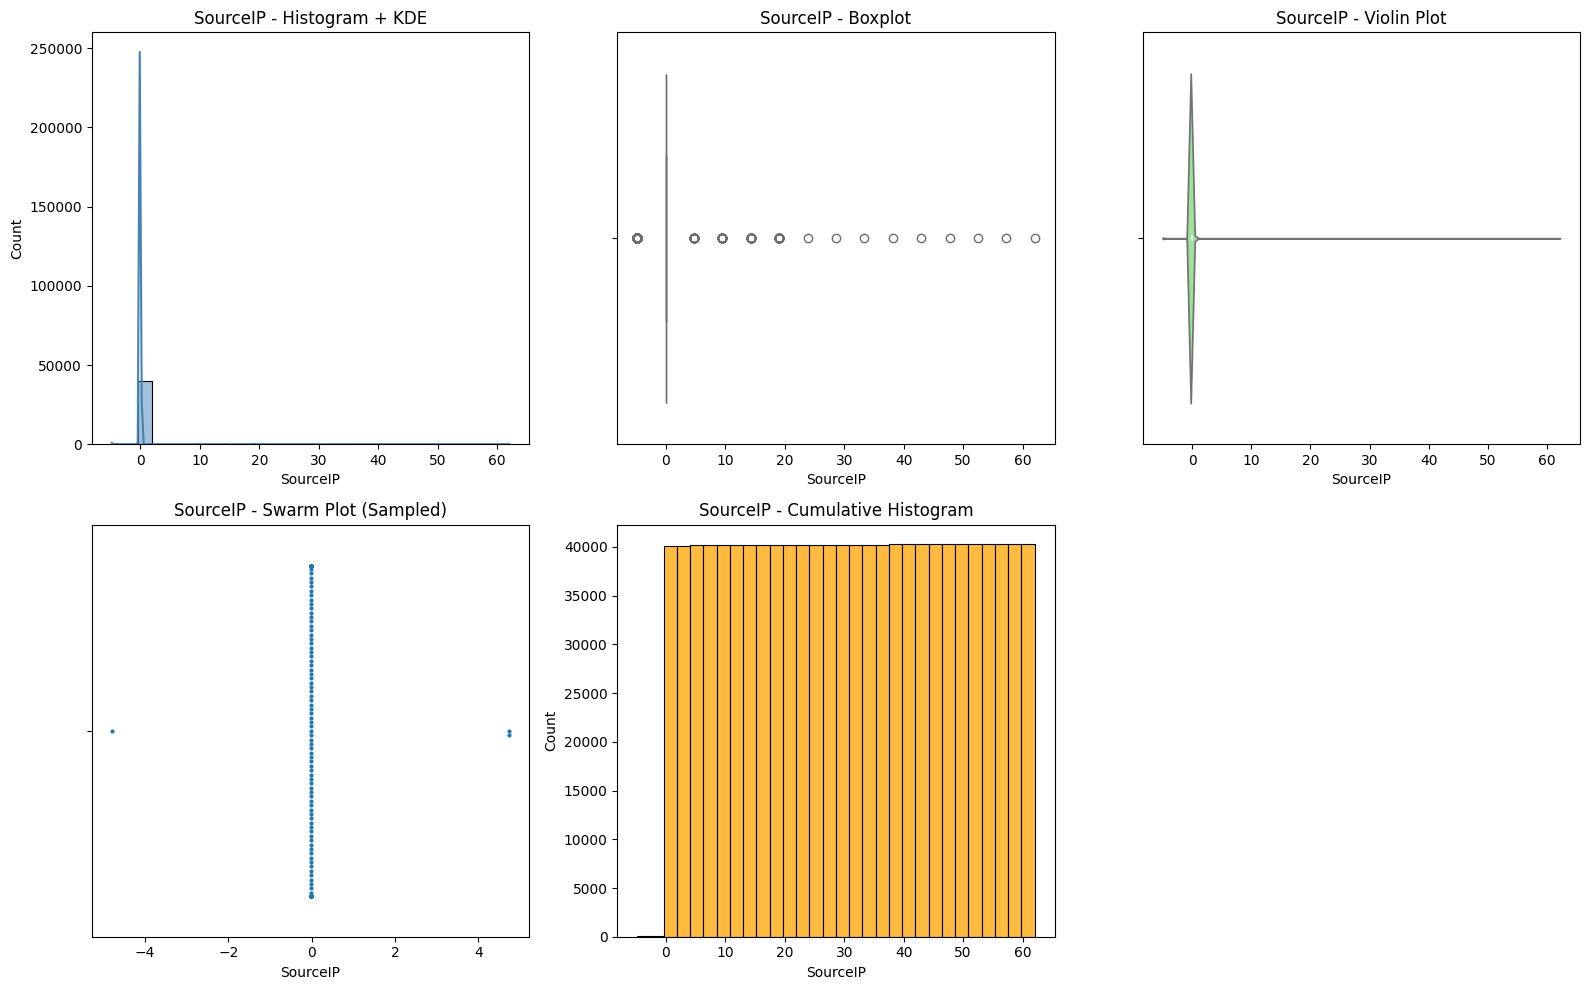 SourceIP - Histogram + KDE
250000
200000
150000
100000
50000
0
Count
0 10 20 30 40 50 60
SourceIP
SourceIP - Boxplot
0 10 20 30 40 50 60
SourceIP
SourceIP - Violin Plot
0 10 20 30 40 50 60
SourceIP
SourceIP - Swarm Plot (Sampled)
−4 −2 0 2 4
SourceIP
SourceIP - Cumulative Histogram
40000
35000
30000
25000
20000
15000
10000
5000
0
Count
0 10 20 30 40 50 60
SourceIP